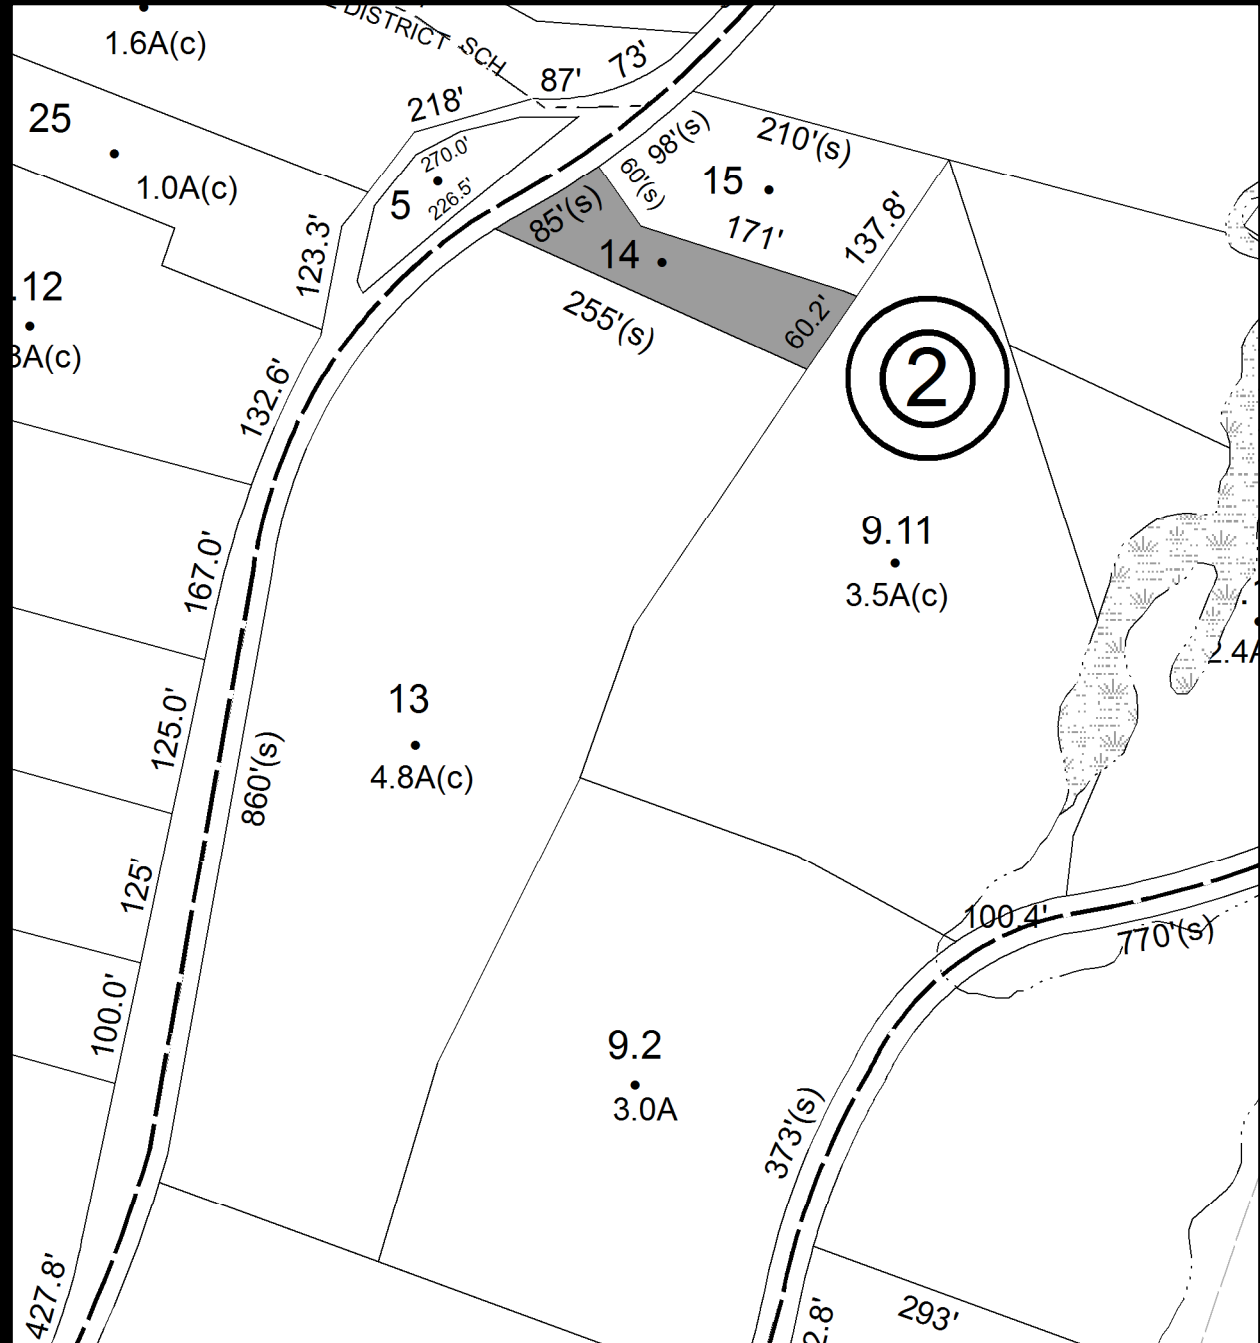 DISTRICT SCH
1.6A(c)
87'
73'
218'
25
1.0A(c)
98'(s)
210'(s)
270.0'
5
226.5'
60'(s)
15
171'
137.8'
85'(s)
14
123.3'
.12
255'(s)
60.2'
2
132.6'
9.11
3.5A(c)
167.0'
13
4.8A(c)
125.0'
860'(s)
125'
100.4'
770'(s)
100.0'
9.2
3.0A
373'(s)
427.8'
293'